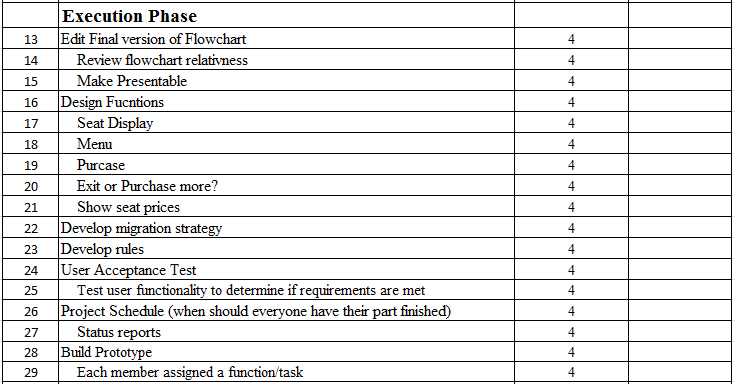 Execution Phase
13 Edit Final version of Flowchart 4
14 Review flowchart relativness 4
15 Make Presentable 4
16 Design Fucntions 4
17 Seat Display 4
18 Menu 4
19 Purcase 4
20 Exit or Purchase more? 4
21 Show seat prices 4
22 Develop migration strategy 4
23 Develop rules 4
24 User Acceptance Test 4
25 Test user functionality to determine if requirements are met 4
26 Project Schedule (when should everyone have their part finished) 4
27 Status reports 4
28 Build Prototype 4
29 Each member assigned a function/task 4